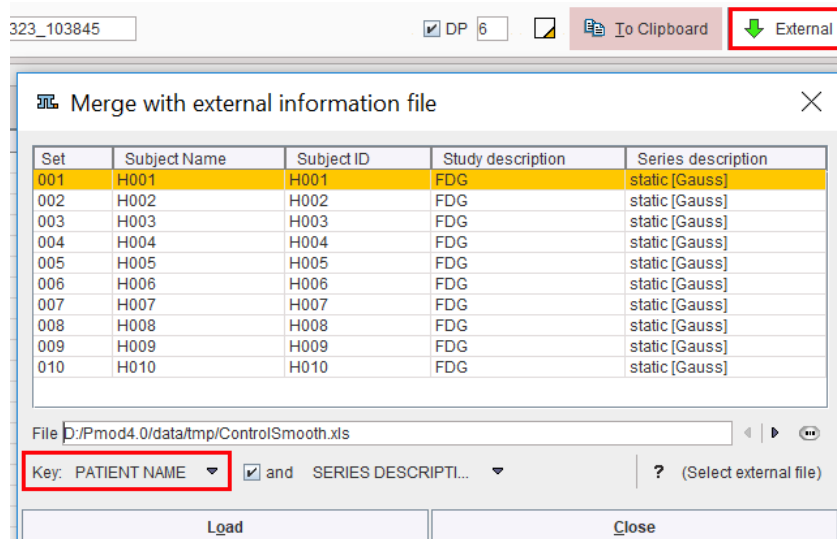 323_103845 DP 6 To Clipboard External
Merge with external information file
Set Subject Name Subject ID Study description Series description
001 H001 H001 FDG static [Gauss]
002 H002 H002 FDG static [Gauss]
003 H003 H003 FDG static [Gauss]
004 H004 H004 FDG static [Gauss]
005 H005 H005 FDG static [Gauss]
006 H006 H006 FDG static [Gauss]
007 H007 H007 FDG static [Gauss]
008 H008 H008 FDG static [Gauss]
009 H009 H009 FDG static [Gauss]
010 H010 H010 FDG static [Gauss]
File D:/Pmod4.0/data/tmp/ControlSmooth.xls
Key: PATIENT NAME and SERIES DESCRIPTI... ? (Select external file)
Load Close